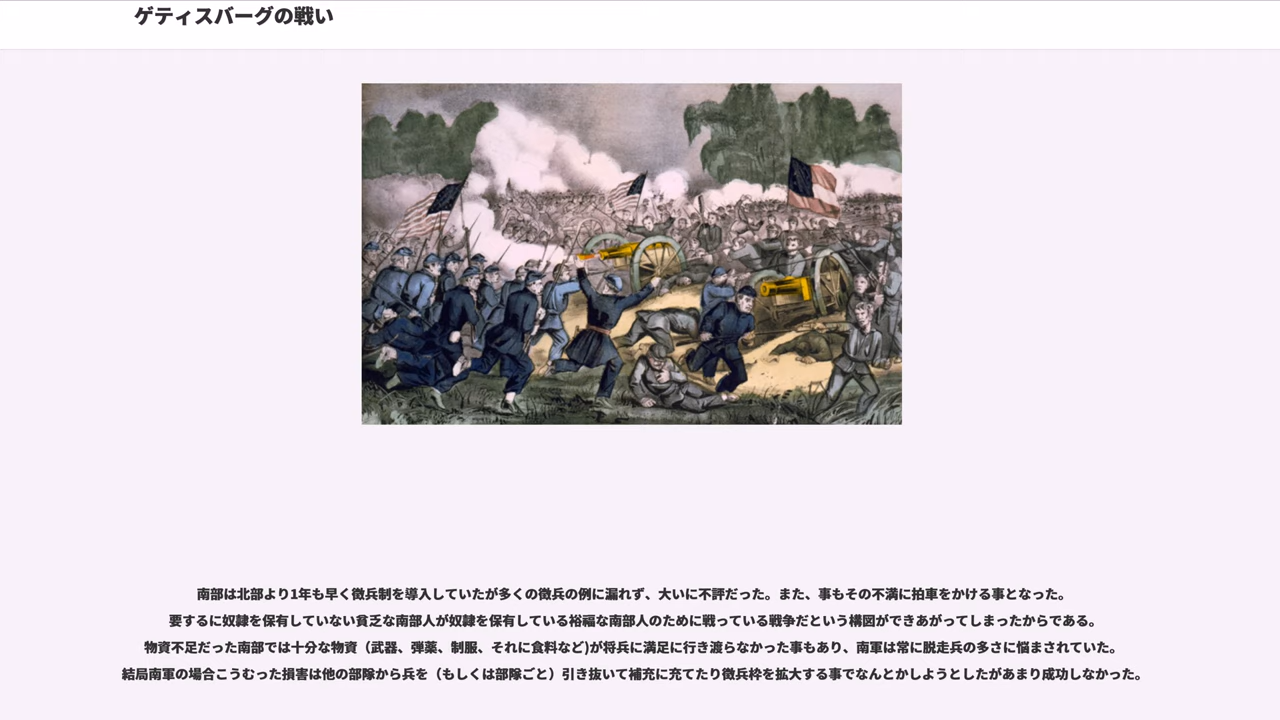 ゲティスバーグの戦い
南部は北部より1年も早く徴兵制を導入していたが多くの徴兵の例に漏れず、大いに不評だった。また、事もその不満に拍車をかける事となった。
要するに奴隷を保有していない貧乏な南部人が奴隷を保有している裕福な南部人のために戦っている戦争だという構図ができあがってしまったからである。
物資不足だった南部では十分な物資（武器、弾薬、制服、それに食料など)が将兵に満足に行き渡らなかった事もあり、南軍は常に脱走兵の多さに悩まされていた。
結局南軍の場合こうむった損害は他の部隊から兵を（もしくは部隊ごと）引き抜いて補充に充てたり徴兵枠を拡大する事でなんとかしようとしたがあまり成功しなかった。